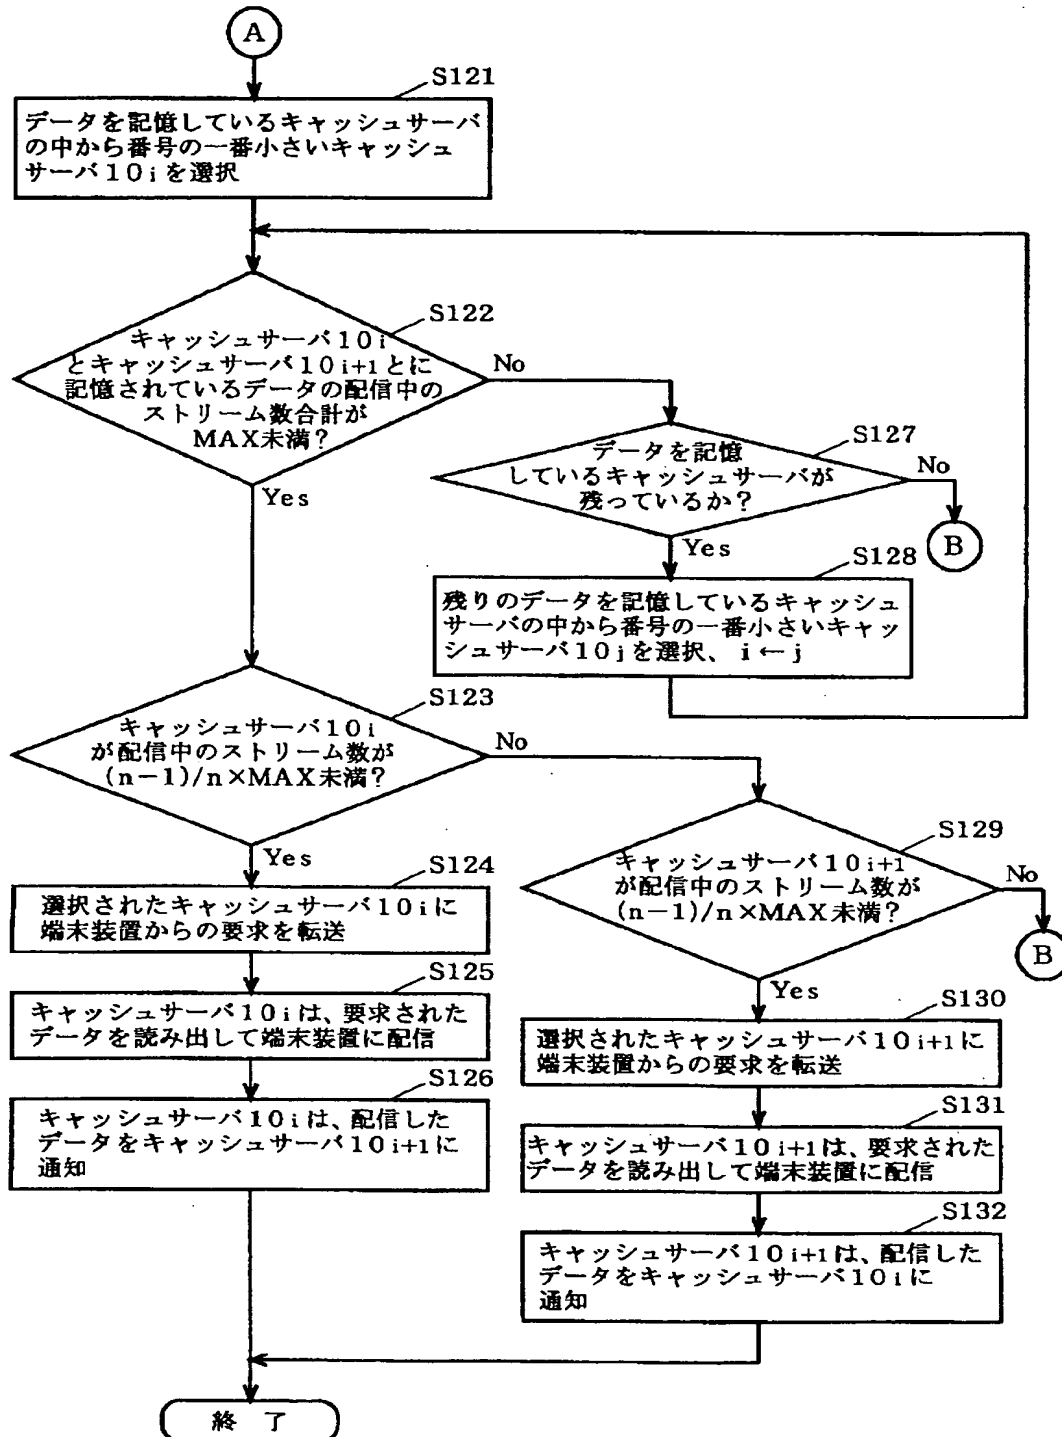 A
S121
データを記憶しているキャッシュサーバ
の中から番号の一番小さいキャッシュ
サーバ10iを選択
S122
キャッシュサーバ10i
とキャッシュサーバ10i+1とに
記憶されているデータの配信中の
ストリーム数合計が
MAX未満?
No
Yes
S127
データを記憶
しているキャッシュサーバが
残っているか?
No
B
Yes
S128
残りのデータを記憶しているキャッシュ
サーバの中から番号の一番小さいキャッ
シュサーバ10jを選択、 i←j
S123
キャッシュサーバ10i
が配信中のストリーム数が
(n-1)/n×MAX未満?
No
Yes
S129
キャッシュサーバ10i+1
が配信中のストリーム数が
(n-1)/n×MAX未満?
No
B
Yes
S124
選択されたキャッシュサーバ10iに
端末装置からの要求を転送
S125
キャッシュサーバ10iは、要求された
データを読み出して端末装置に配信
S126
キャッシュサーバ10iは、配信した
データをキャッシュサーバ10i+1に
通知
S130
選択されたキャッシュサーバ10i+1に
端末装置からの要求を転送
S131
キャッシュサーバ10i+1は、要求された
データを読み出して端末装置に配信
S132
キャッシュサーバ10i+1は、配信した
データをキャッシュサーバ10iに
通知
終 了